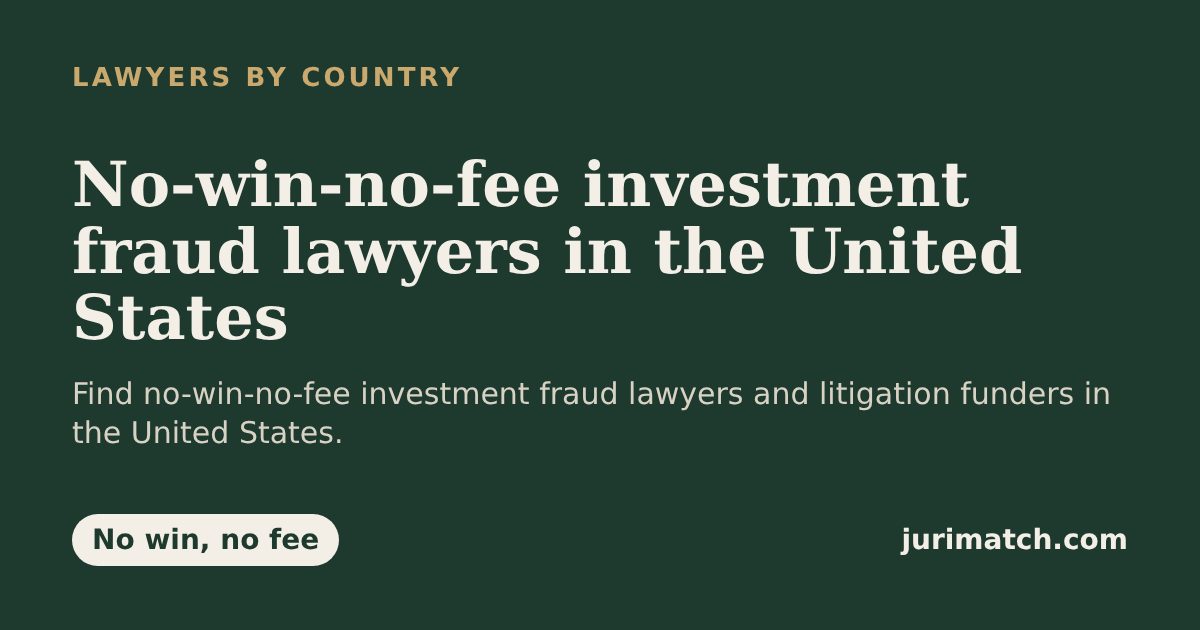 LAWYERS BY COUNTRY
No-win-no-fee investment
fraud lawyers in the United
States
Find no-win-no-fee investment fraud lawyers and litigation funders in
the United States.
No win, no fee
jurimatch.com